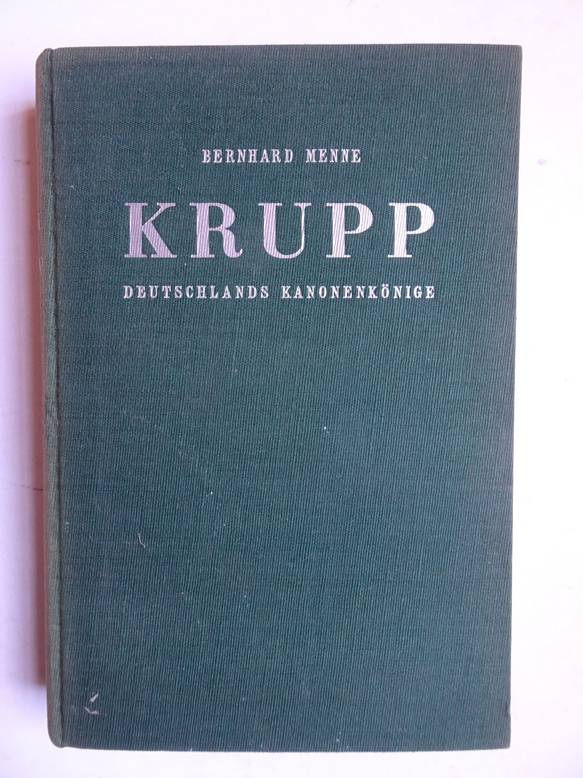 BERNHARD MENNE
KRUPP
DEUTSCHLANDS KANONENKÖNIGE